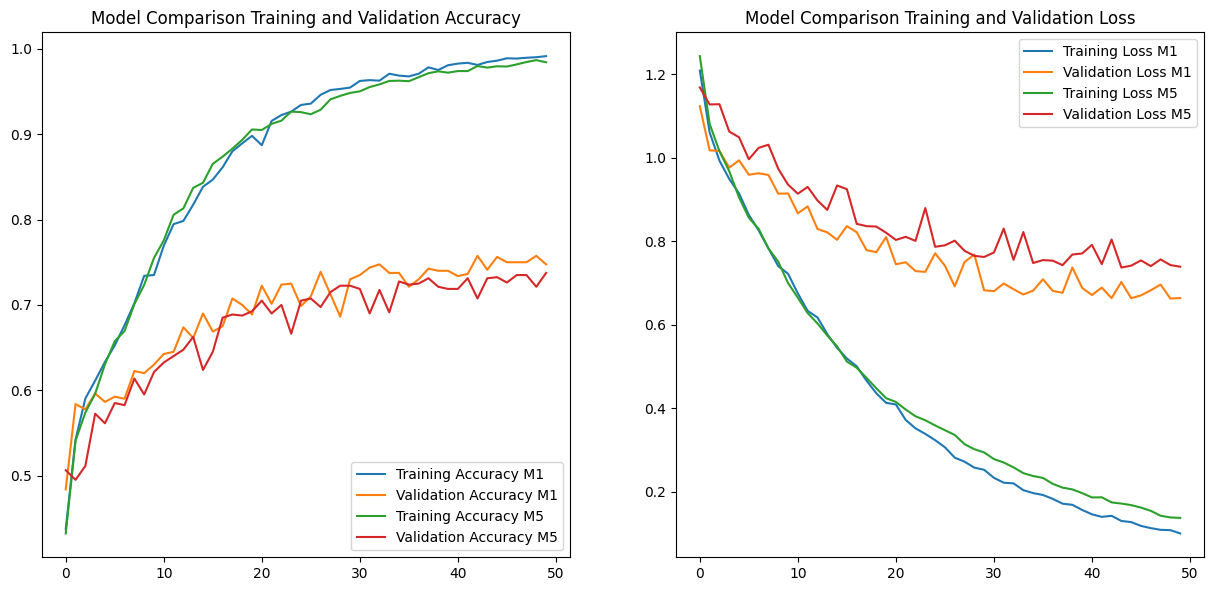 Model Comparison Training and Validation Accuracy
1.0
0.9
0.8
0.7
0.6
0.5
0
10
20
30
40
50
Training Accuracy M1
Validation Accuracy M1
Training Accuracy M5
Validation Accuracy M5
Model Comparison Training and Validation Loss
1.2
1.0
0.8
0.6
0.4
0.2
0
10
20
30
40
50
Training Loss M1
Validation Loss M1
Training Loss M5
Validation Loss M5